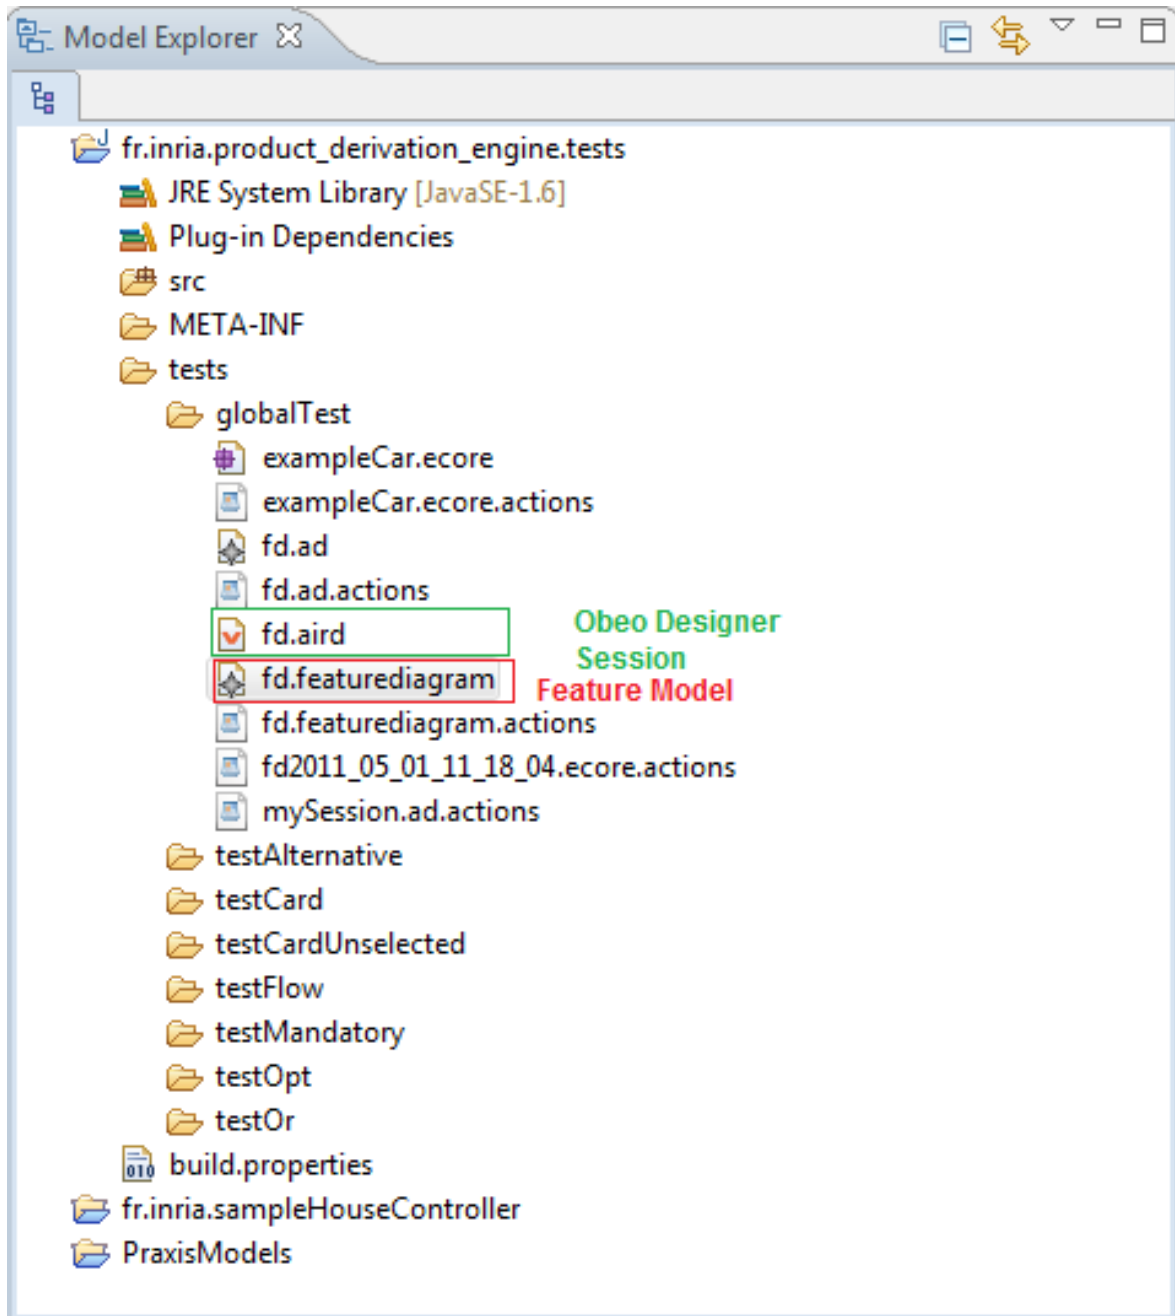 Model Explorer
fr.inria.product_derivation_engine.tests
JRE System Library [JavaSE-1.6]
Plug-in Dependencies
src
META-INF
tests
globalTest
exampleCar.ecore
exampleCar.ecore.actions
fd.ad
fd.ad.actions
fd.aird
Obeo Designer
Session
fd.featurediagram
Feature Model
fd.featurediagram.actions
fd2011_05_01_11_18_04.ecore.actions
mySession.ad.actions
testAlternative
testCard
testCardUnselected
testFlow
testMandatory
testOpt
testOr
010 build.properties
fr.inria.sampleHouseController
PraxisModels